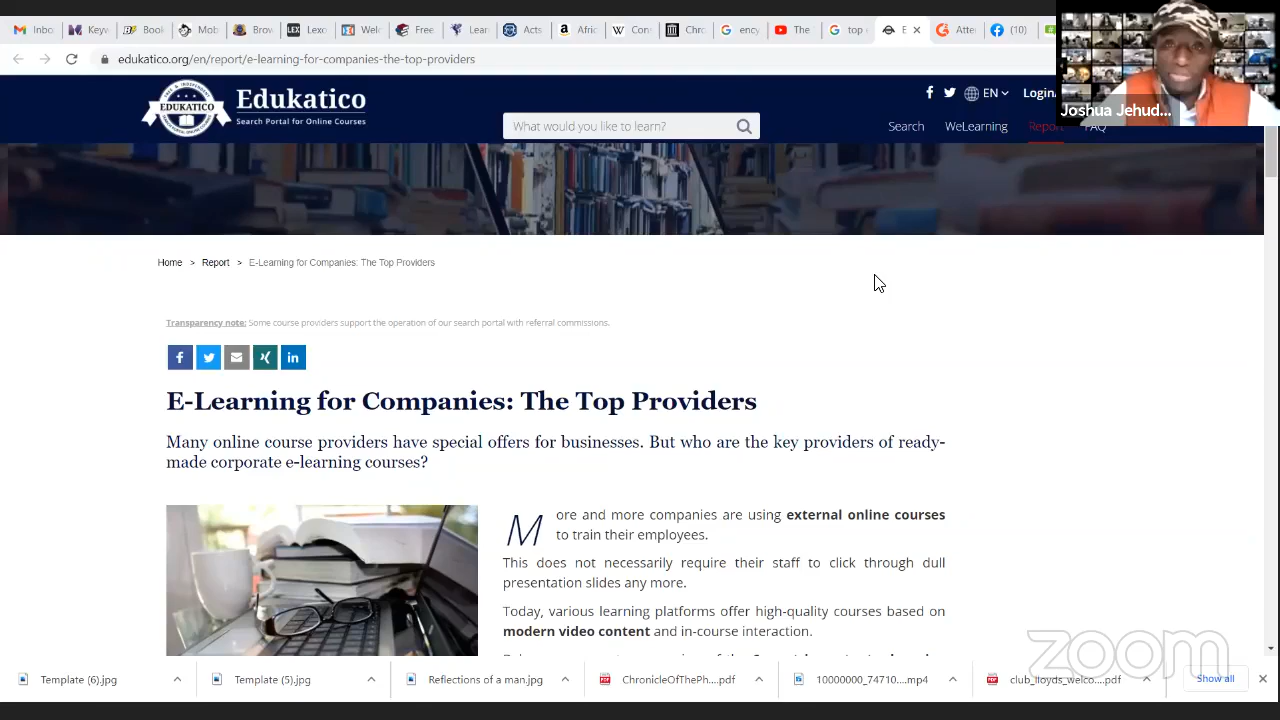 Inbo
Key
Boo
Mob
Brov
LEX Lexc
Welc
Free
Lear
Acts
a Afric
W Con
Chro
G ency
The
G top
E
Atte
(10)
edukatico.org/en/report/e-learning-for-companies-the-top-providers
EDUKATICO
Edukatico
Search Portal for Online Courses
What would you like to learn?
EN
Login
Search
WeLearning
Report
FAQ
Joshua Jehud...
Home > Report > E-Learning for Companies: The Top Providers
Transparency note: Some course providers support the operation of our search portal with referral commissions.
E-Learning for Companies: The Top Providers
Many online course providers have special offers for businesses. But who are the key providers of ready-
made corporate e-learning courses?
More and more companies are using external online courses
to train their employees.
This does not necessarily require their staff to click through dull
presentation slides any more.
Today, various learning platforms offer high-quality courses based on
modern video content and in-course interaction.
zoom
Template (6).jpg
Template (5).jpg
Reflections of a man.jpg
ChronicleOfThePh....pdf
10000000_74710....mp4
club_lloyds_welco....pdf
Show all